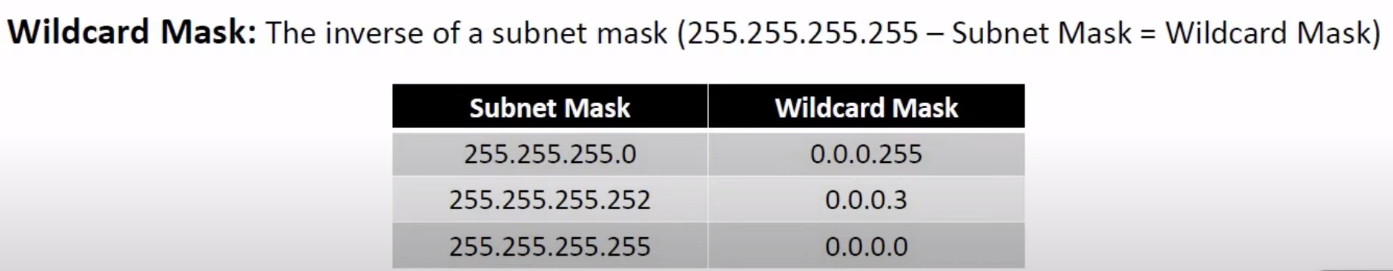 Wildcard Mask: The inverse of a subnet mask (255.255.255.255 – Subnet Mask = Wildcard Mask)
Subnet Mask Wildcard Mask
255.255.255.0 0.0.0.255
255.255.255.252 0.0.0.3
255.255.255.255 0.0.0.0